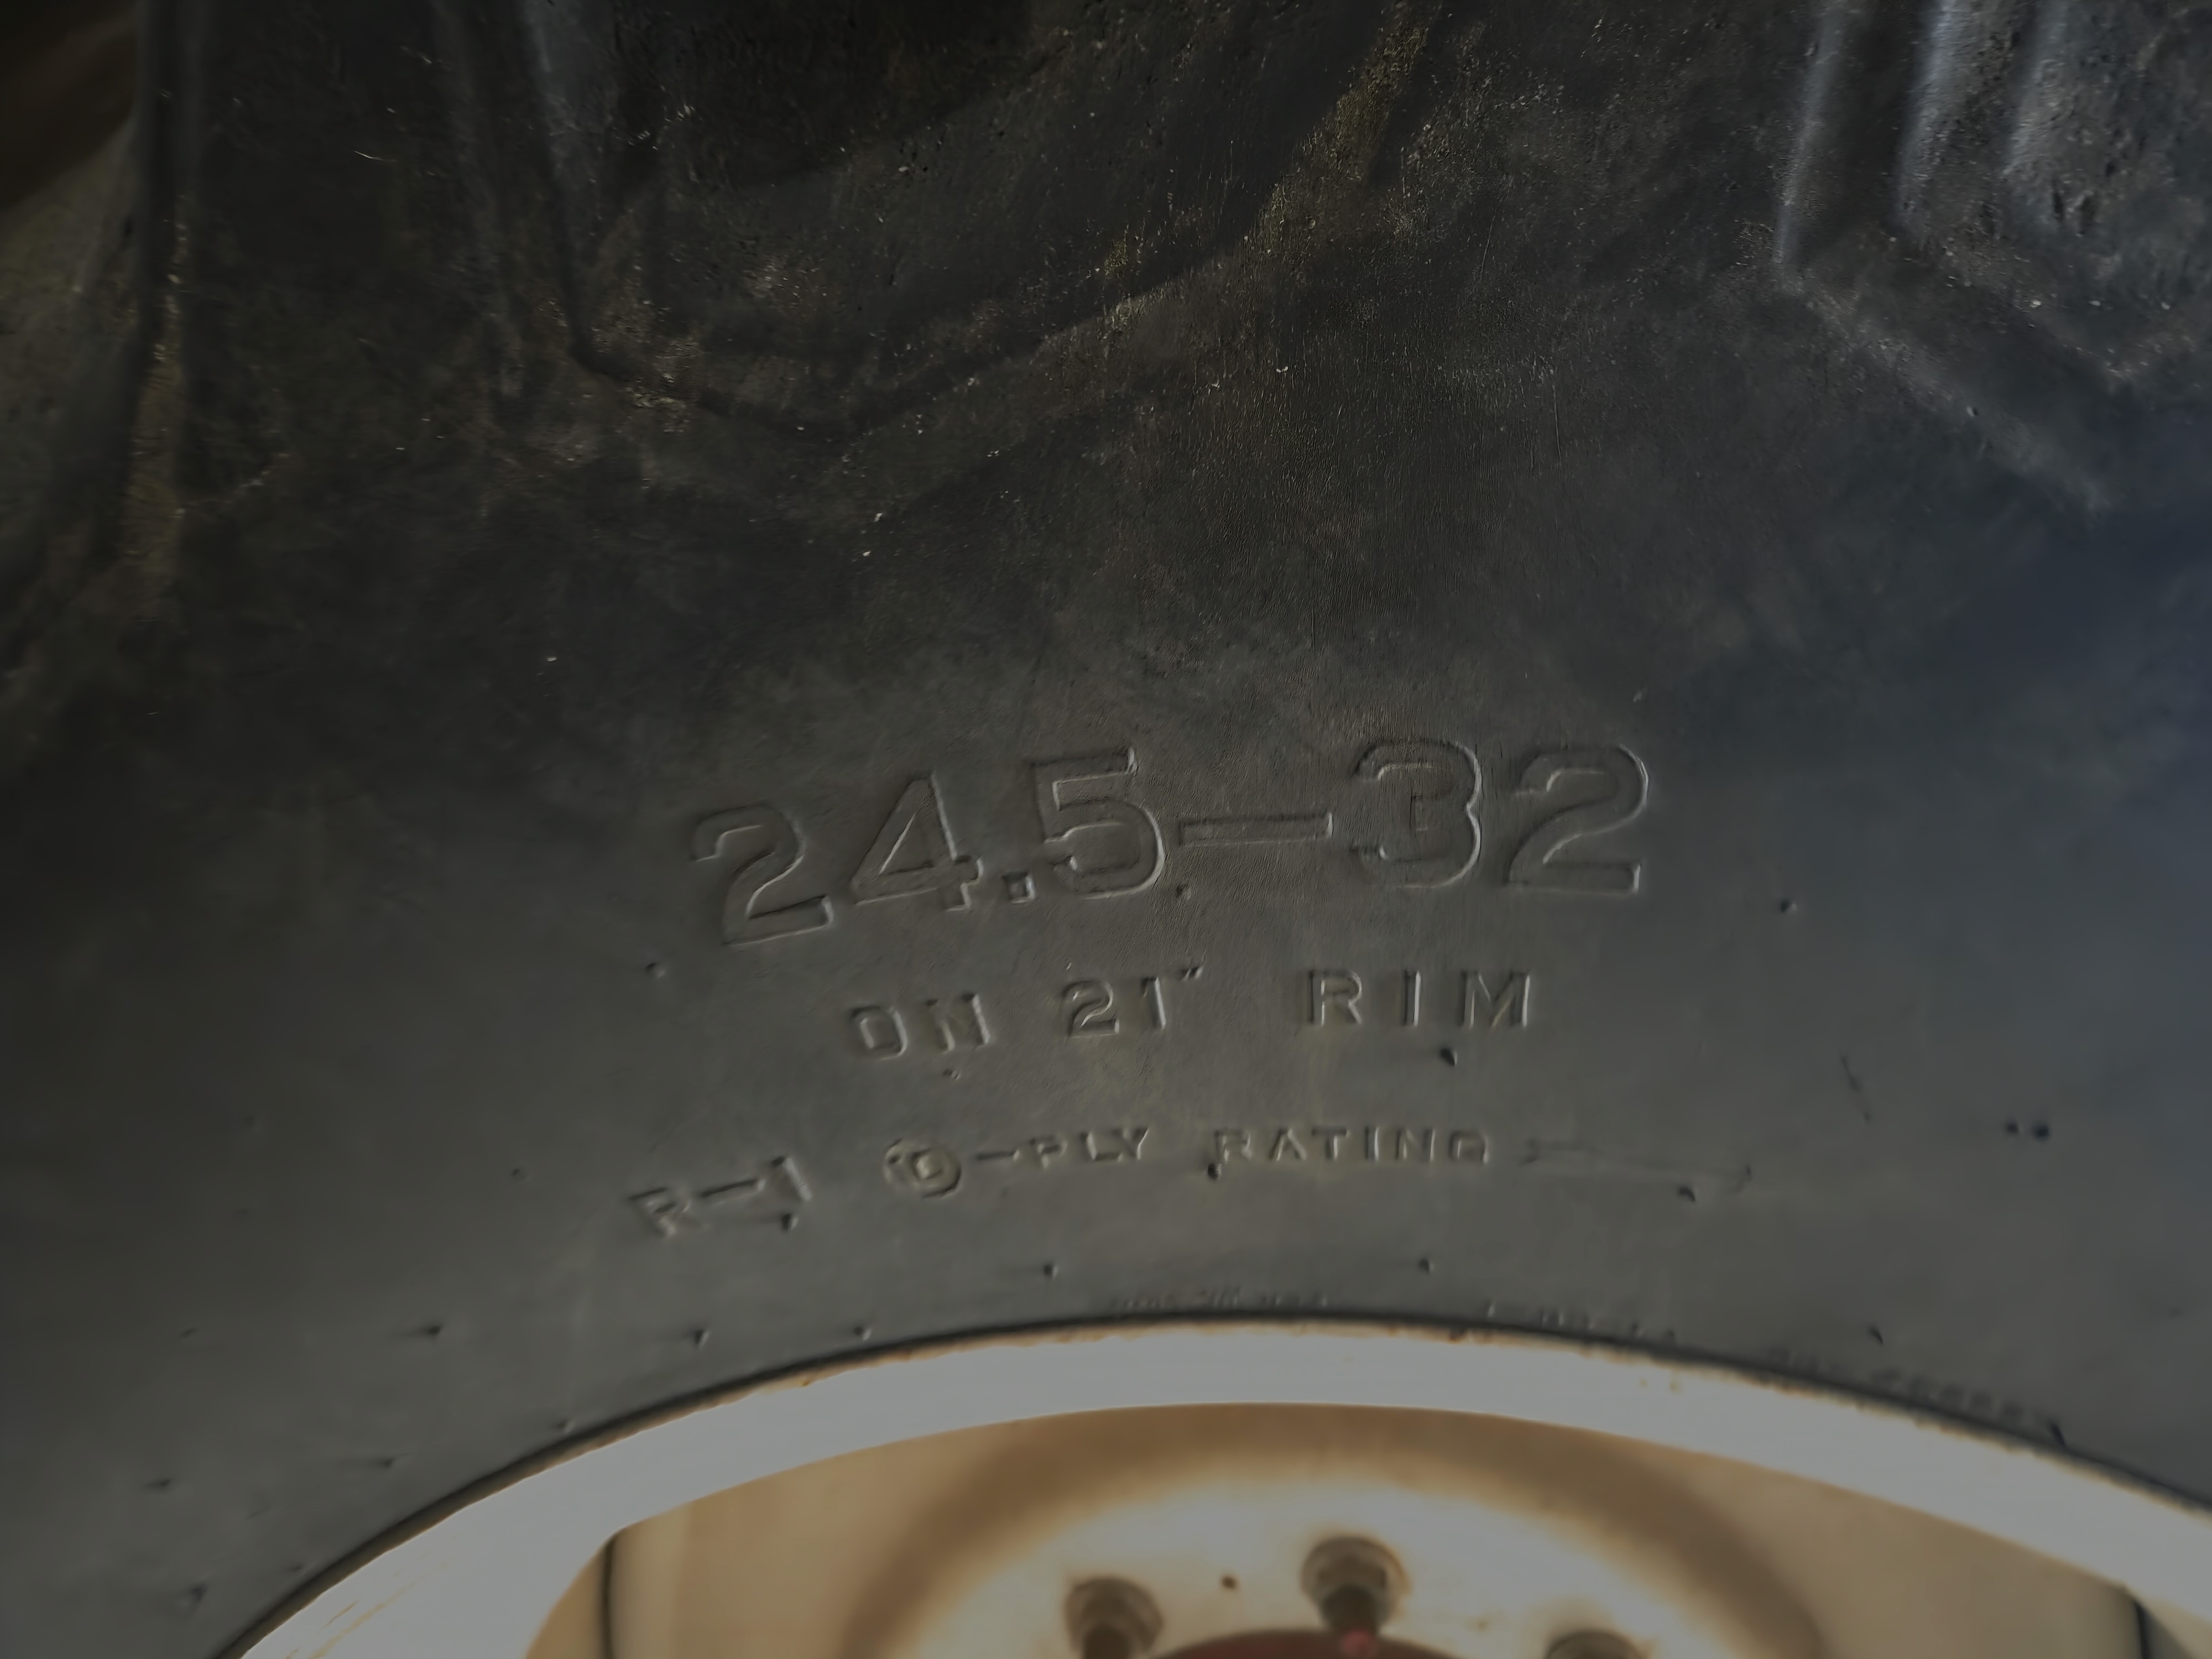 24.5-32
ON 21" RIM
R-1 10-PLY RATING